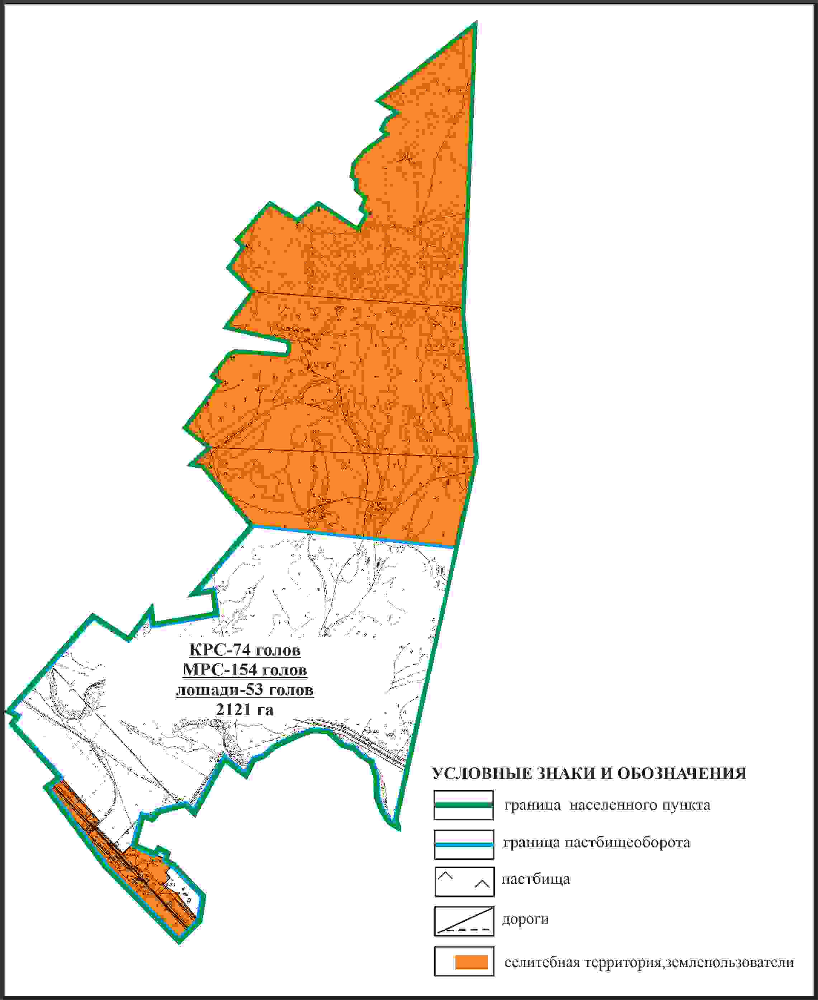 КРС-74 голов
МРС-154 голов
лошади-53 голов
2121 га
УСЛОВНЫЕ ЗНАКИ И ОБОЗНАЧЕНИЯ
граница населенного пункта
граница пастбищеоборота
пастбища
дороги
селитебная территория,землепользователи